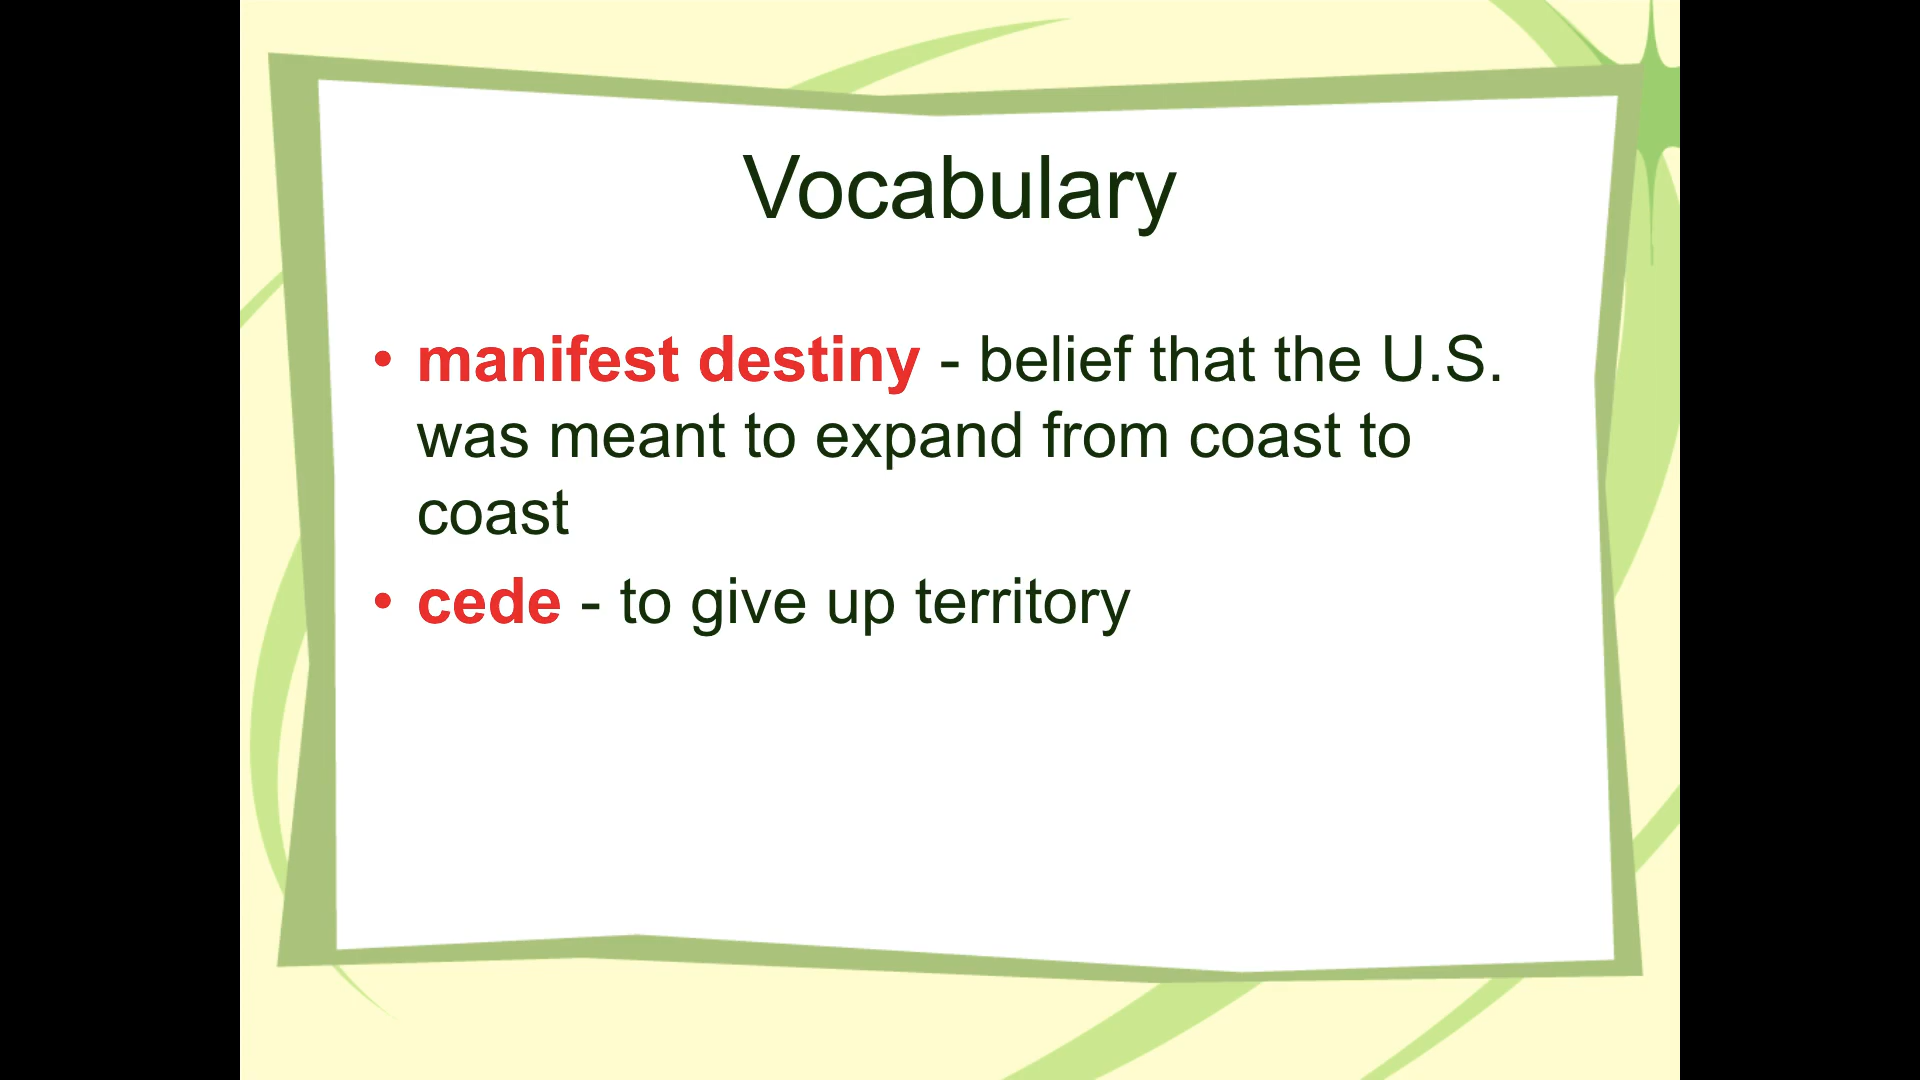 Vocabulary
• manifest destiny - belief that the U.S.
was meant to expand from coast to
coast
• cede - to give up territory